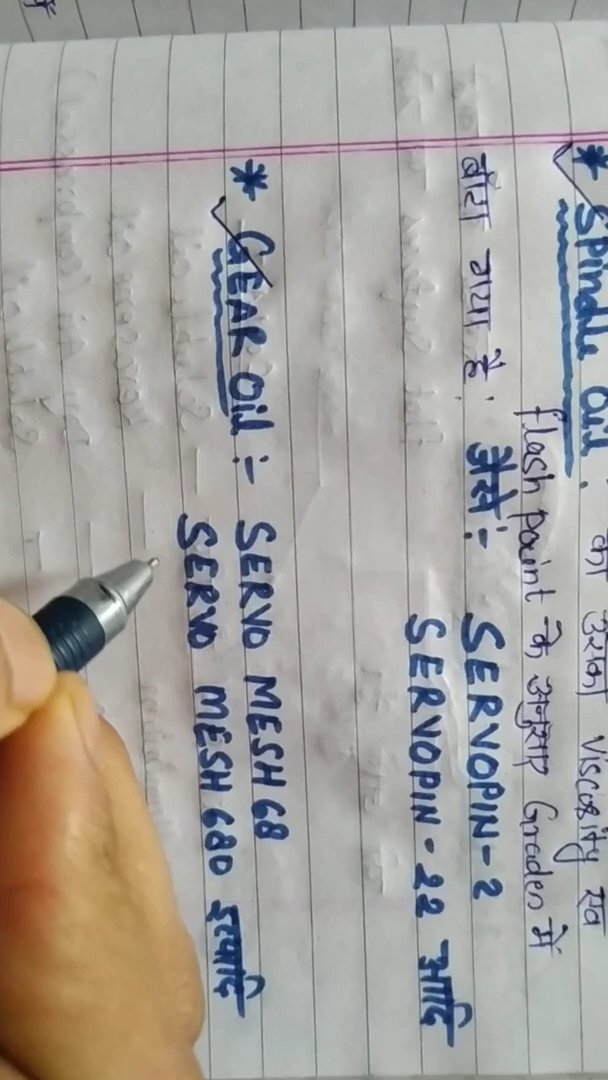 * Spindle Oil : को उसका viscosity एव
flash point के अनुसार Grades में
बाँटा गया है: जैसे:- SERVOPIN-2
SERVOPIN-22 आदि
* GEAR Oil :- SERVO MESH 68
SERVO MESH 680 इत्यादि